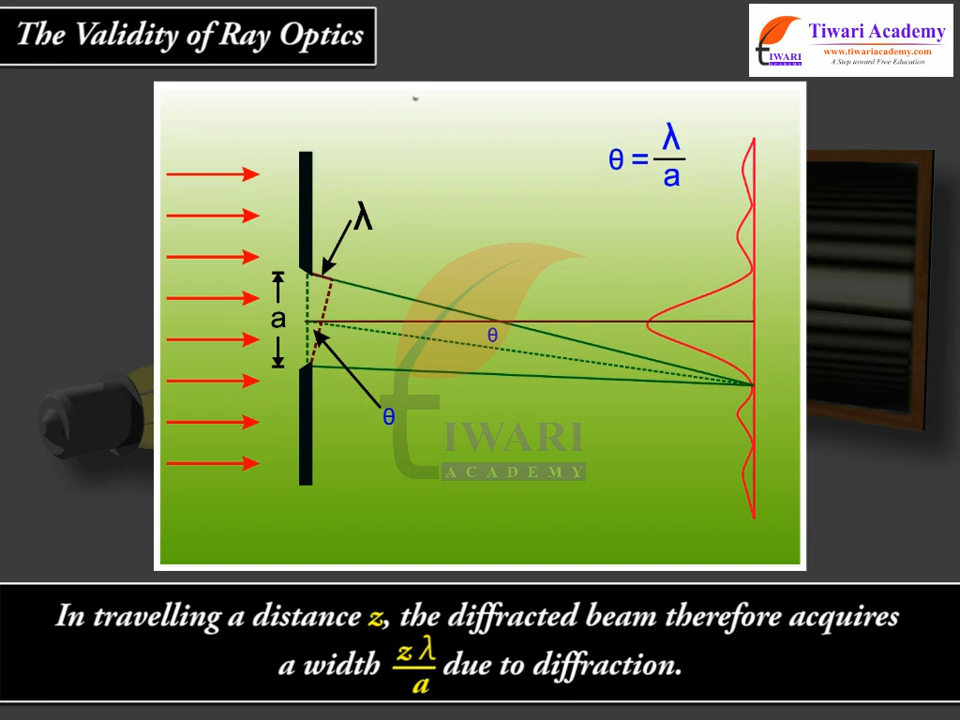 The Validity of Ray Optics
Tiwari Academy
www.tiwariacademy.com
A Step toward Free Education
TIWARI
ACADEMY
θ = λ/a
λ
a
θ
θ
TIWARI
ACADEMY
In travelling a distance z, the diffracted beam therefore acquires
a width zλ/a due to diffraction.